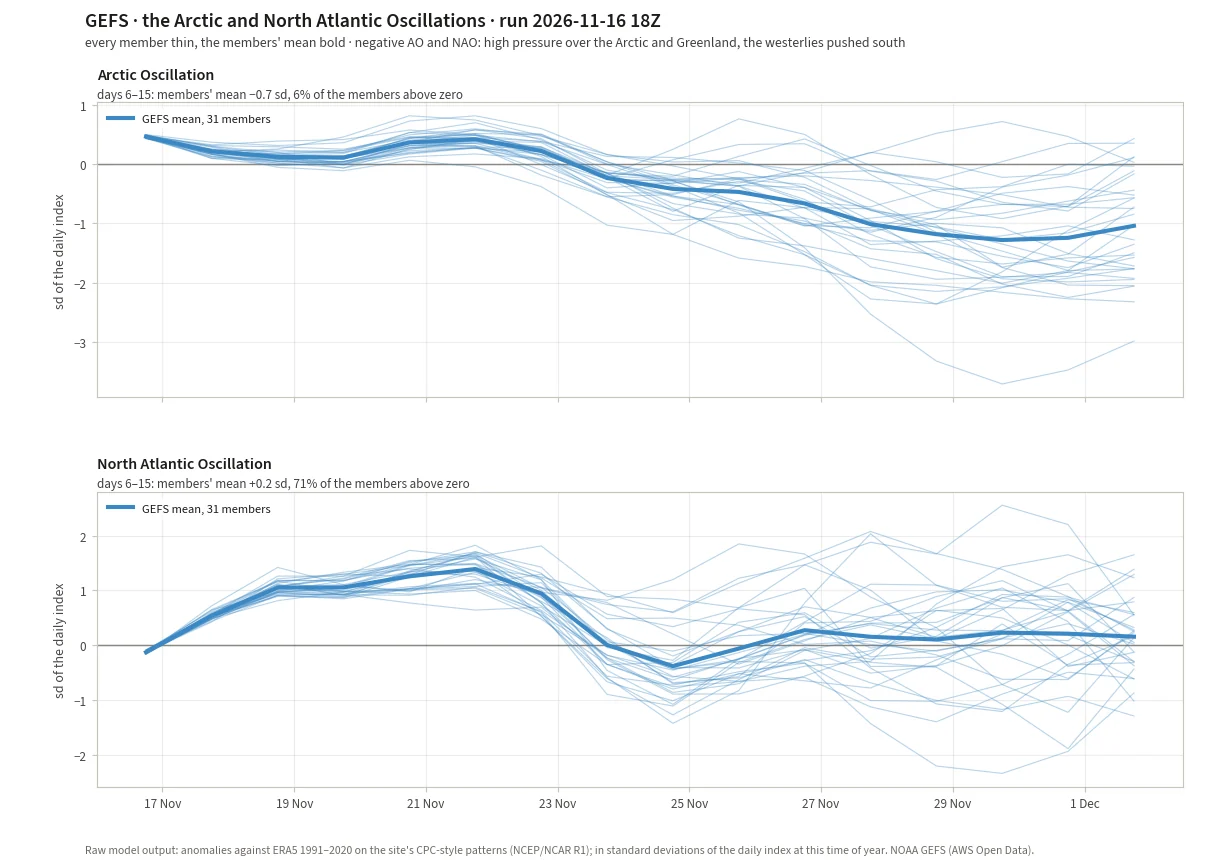 GEFS · the Arctic and North Atlantic Oscillations · run 2026-11-16 18Z
every member thin, the members' mean bold · negative AO and NAO: high pressure over the Arctic and Greenland, the westerlies pushed south
Arctic Oscillation
days 6–15: members' mean −0.7 sd, 6% of the members above zero
GEFS mean, 31 members
1
0
−1
−2
−3
sd of the daily index
North Atlantic Oscillation
days 6–15: members' mean +0.2 sd, 71% of the members above zero
GEFS mean, 31 members
2
1
0
−1
−2
sd of the daily index
17 Nov 19 Nov 21 Nov 23 Nov 25 Nov 27 Nov 29 Nov 1 Dec
Raw model output: anomalies against ERA5 1991–2020 on the site's CPC-style patterns (NCEP/NCAR R1); in standard deviations of the daily index at this time of year. NOAA GEFS (AWS Open Data).